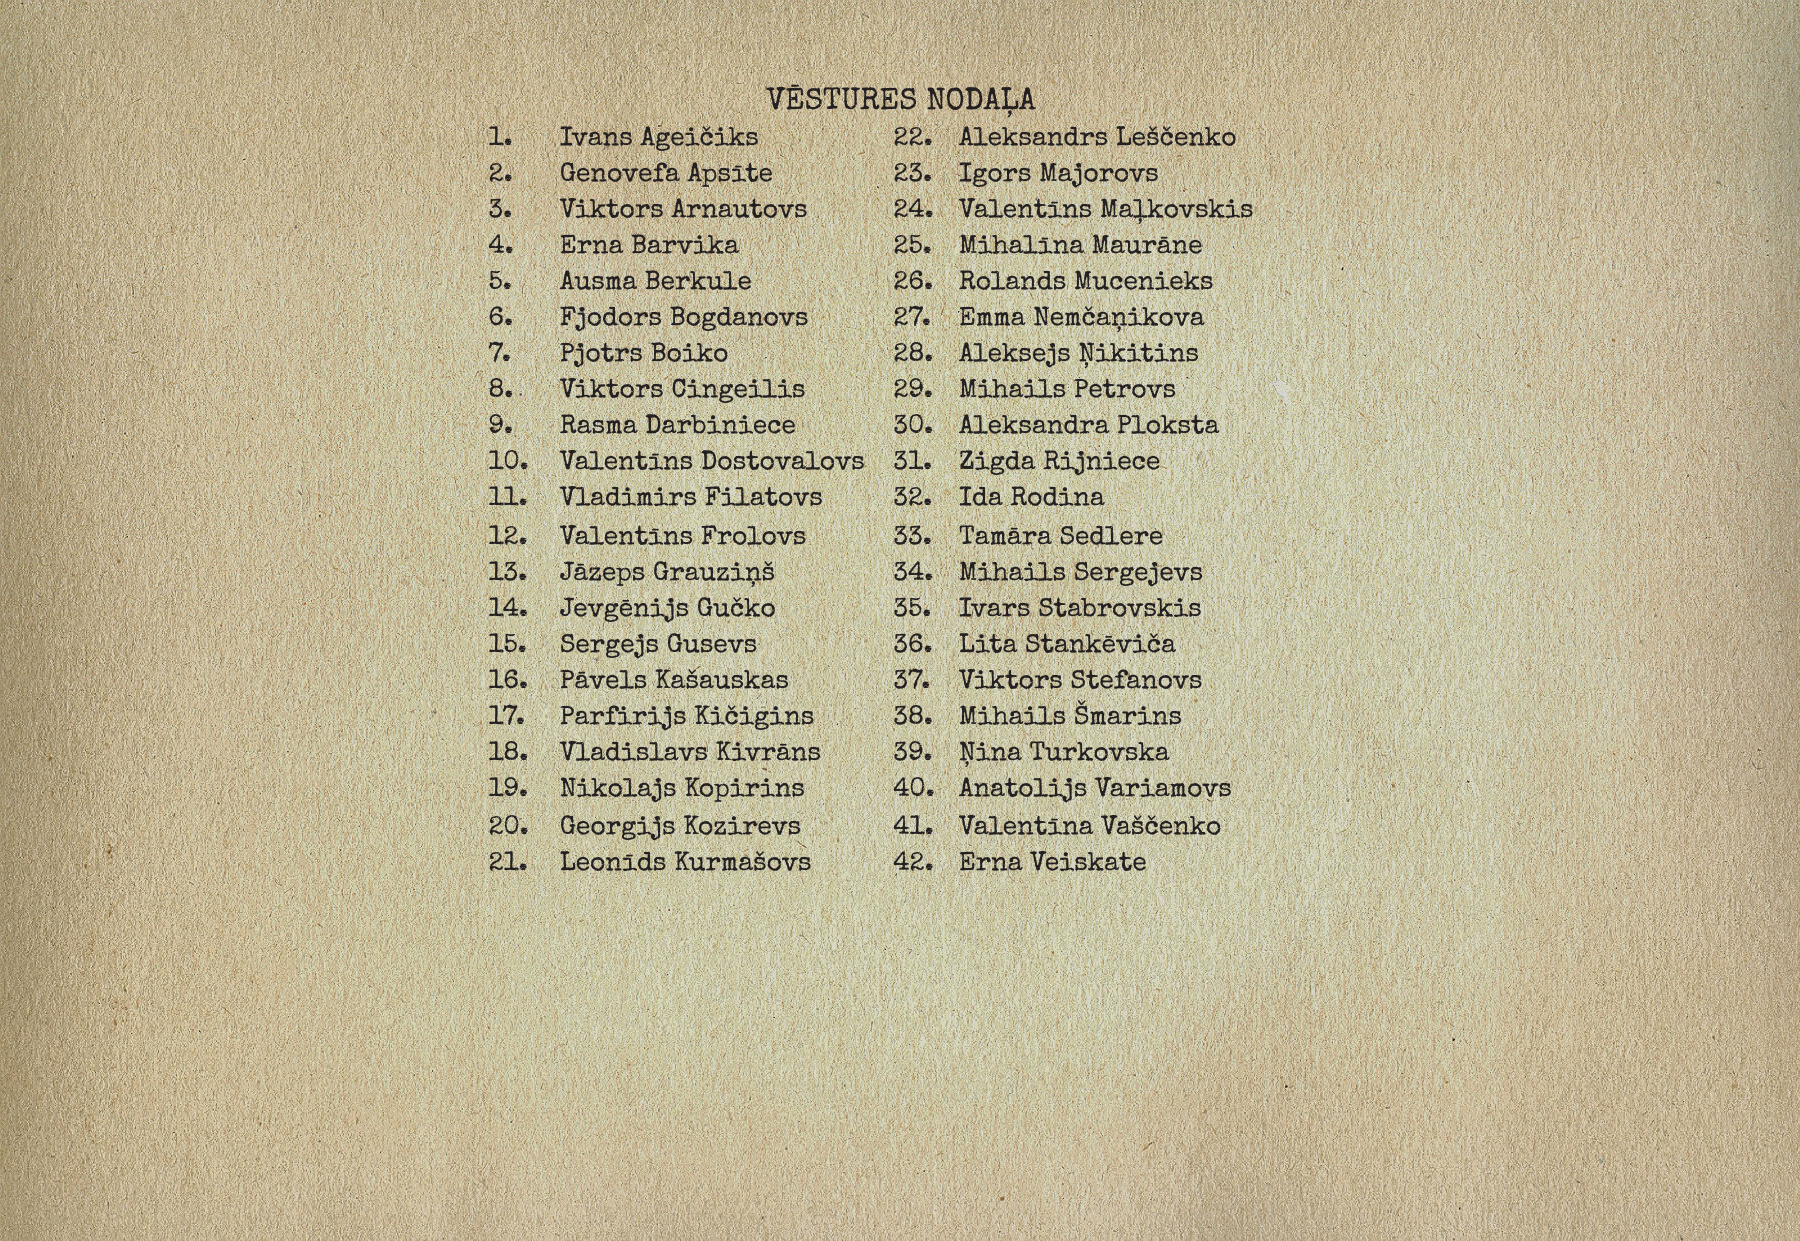 VĒSTURES NODAĻA
1. Ivans Ageičiks
2. Genovefa Apsīte
3. Viktors Arnautovs
4. Erna Barvika
5. Ausma Berkule
6. Fjodors Bogdanovs
7. Pjotrs Boiko
8. Viktors Cingeilis
9. Rasma Darbiniece
10. Valentīns Dostovalovs
11. Vladimirs Filatovs
12. Valentīns Frolovs
13. Jāzeps Grauziņš
14. Jevgēnijs Gučko
15. Sergejs Gusevs
16. Pāvels Kašauskas
17. Parfirijs Kičigins
18. Vladislavs Kivrāns
19. Nikolajs Kopirins
20. Georgijs Kozirevs
21. Leonīds Kurmašovs
22. Aleksandrs Leščenko
23. Igors Majorovs
24. Valentīns Maļkovskis
25. Mihalīna Maurāne
26. Rolands Mucenieks
27. Emma Nemčaņikova
28. Aleksejs Ņikitins
29. Mihails Petrovs
30. Aleksandra Ploksta
31. Zigda Rijniece
32. Ida Rodina
33. Tamāra Sedlere
34. Mihails Sergejevs
35. Ivars Stabrovskis
36. Lita Stankēviča
37. Viktors Stefanovs
38. Mihails Šmarins
39. Ņina Turkovska
40. Anatolijs Variamovs
41. Valentīna Vaščenko
42. Erna Veiskate